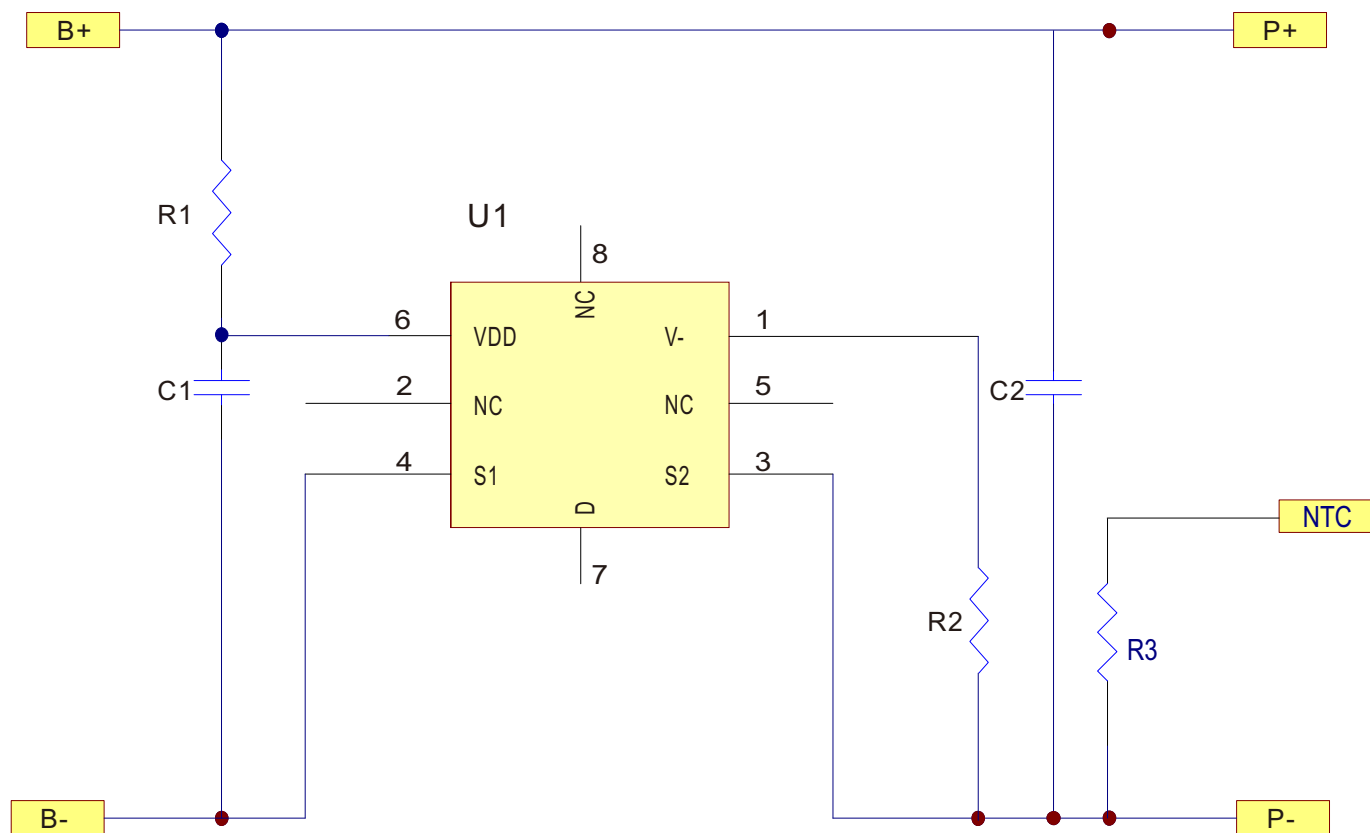 B+ P+
R1
U1
8
NC
6 VDD V- 1
C1 2 NC NC 5 C2
4 S1 S2 3
D
NTC
7
R2
R3
B- P-